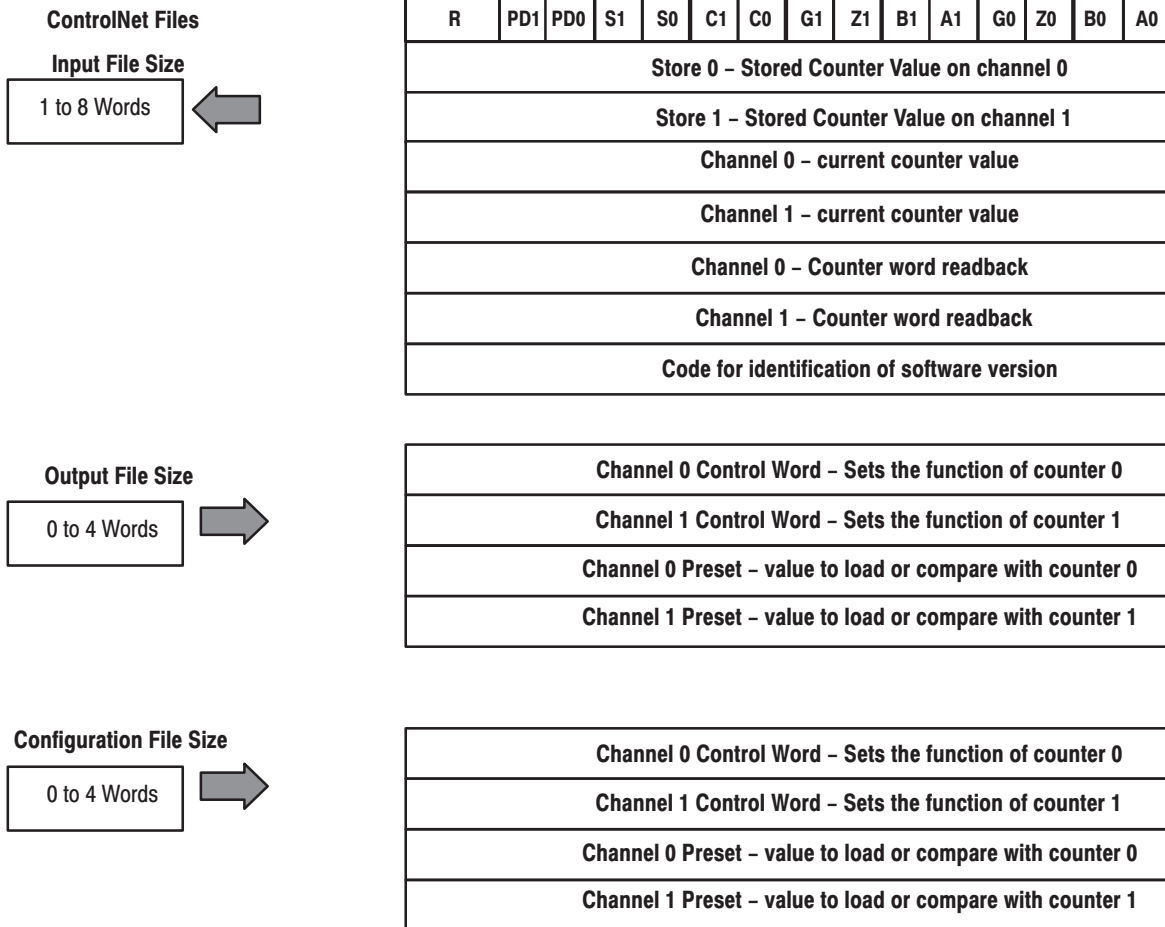 ControlNet Files
R PD1 PD0 S1 S0 C1 C0 G1 Z1 B1 A1 G0 Z0 B0 A0
Input File Size
1 to 8 Words
Store 0 – Stored Counter Value on channel 0
Store 1 – Stored Counter Value on channel 1
Channel 0 – current counter value
Channel 1 – current counter value
Channel 0 – Counter word readback
Channel 1 – Counter word readback
Code for identification of software version
Output File Size
0 to 4 Words
Channel 0 Control Word – Sets the function of counter 0
Channel 1 Control Word – Sets the function of counter 1
Channel 0 Preset – value to load or compare with counter 0
Channel 1 Preset – value to load or compare with counter 1
Configuration File Size
0 to 4 Words
Channel 0 Control Word – Sets the function of counter 0
Channel 1 Control Word – Sets the function of counter 1
Channel 0 Preset – value to load or compare with counter 0
Channel 1 Preset – value to load or compare with counter 1